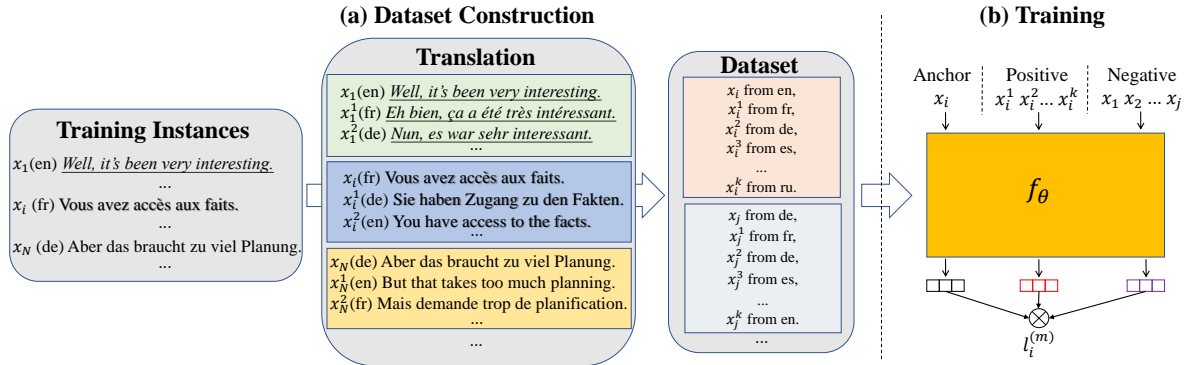 (a) Dataset Construction
Training Instances
x₁(en) Well, it's been very interesting.
...
xᵢ (fr) Vous avez accès aux faits.
...
x_N (de) Aber das braucht zu viel Planung.
...
Translation
x₁(en) Well, it's been very interesting.
x₁¹(fr) Eh bien, ça a été très intéressant.
x₁²(de) Nun, es war sehr interessant.
...
xᵢ(fr) Vous avez accès aux faits.
xᵢ¹(de) Sie haben Zugang zu den Fakten.
xᵢ²(en) You have access to the facts.
...
x_N(de) Aber das braucht zu viel Planung.
x_N¹(en) But that takes too much planning.
x_N²(fr) Mais demande trop de planification.
...
...
Dataset
xᵢ from en,
xᵢ¹ from fr,
xᵢ² from de,
xᵢ³ from es,
...
xᵢᵏ from ru.
xⱼ from de,
xⱼ¹ from fr,
xⱼ² from de,
xⱼ³ from es,
...
xⱼᵏ from en.
...
(b) Training
Anchor Positive Negative
xᵢ xᵢ¹ xᵢ² ... xᵢᵏ x₁ x₂ ... xⱼ
f_θ
lᵢ⁽ᵐ⁾